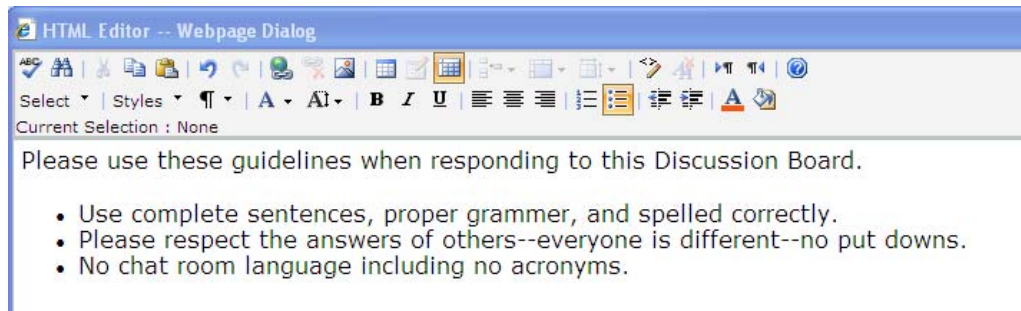 HTML Editor -- Webpage Dialog
ABC
Select Styles ¶ A A B I U A
Current Selection : None
Please use these guidelines when responding to this Discussion Board.
• Use complete sentences, proper grammer, and spelled correctly.
• Please respect the answers of others--everyone is different--no put downs.
• No chat room language including no acronyms.